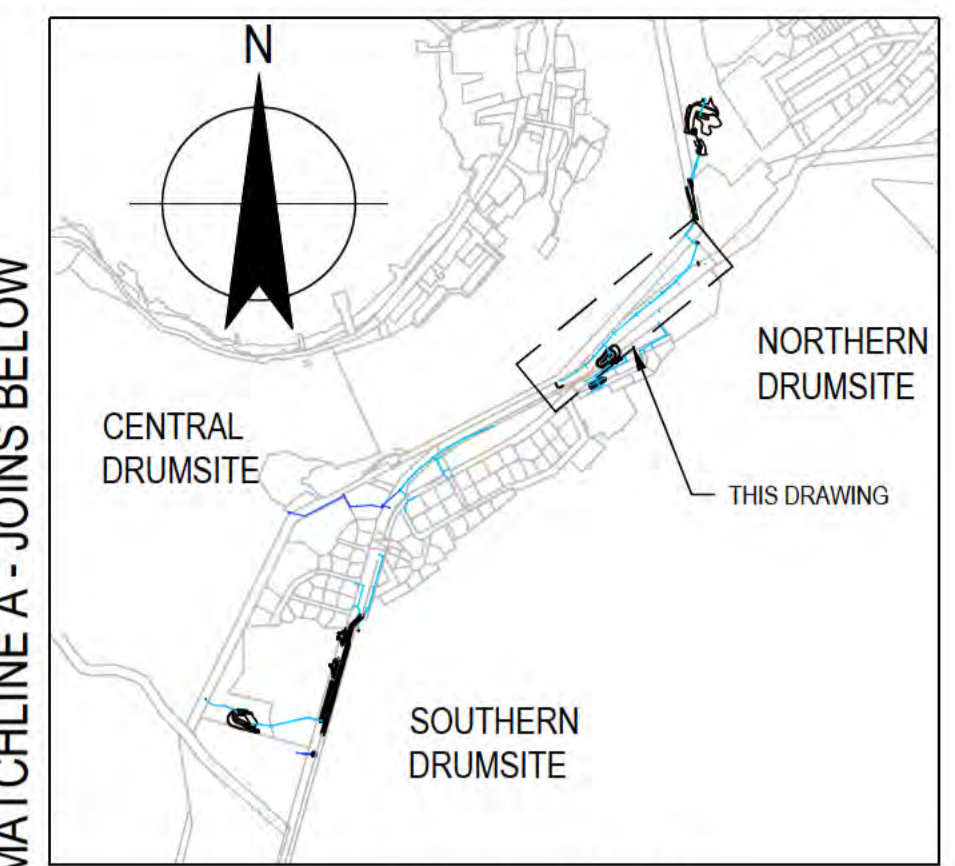 MATCHLINE A - JOINS BELOW
N
NORTHERN
DRUMSITE
CENTRAL
DRUMSITE
THIS DRAWING
SOUTHERN
DRUMSITE